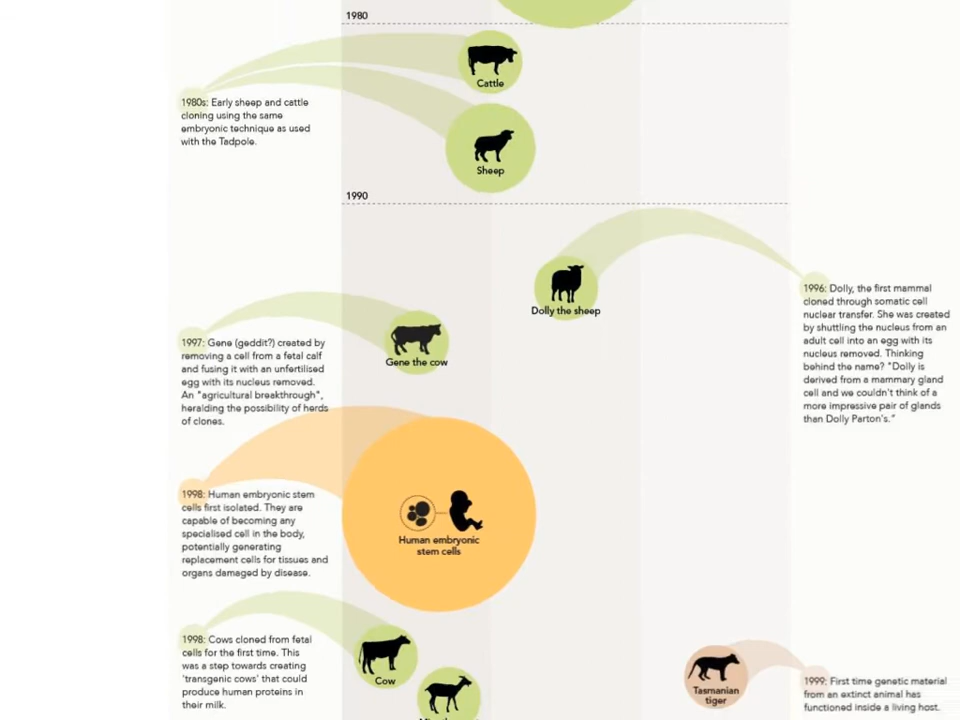 1980
Cattle
1980s: Early sheep and cattle
cloning using the same
embryonic technique as used
with the Tadpole.
Sheep
1990
Dolly the sheep
1996: Dolly, the first mammal
cloned through somatic cell
nuclear transfer. She was created
by shuttling the nucleus from an
adult cell into an egg with its
nucleus removed. Thinking
behind the name? "Dolly is
derived from a mammary gland
cell and we couldn't think of a
more impressive pair of glands
than Dolly Parton's."
Gene the cow
1997: Gene (geddit?) created by
removing a cell from a fetal calf
and fusing it with an unfertilised
egg with its nucleus removed.
An "agricultural breakthrough",
heralding the possibility of herds
of clones.
1998: Human embryonic stem
cells first isolated. They are
capable of becoming any
specialised cell in the body,
potentially generating
replacement cells for tissues and
organs damaged by disease.
Human embryonic
stem cells
1998: Cows cloned from fetal
cells for the first time. This
was a step towards creating
'transgenic cows' that could
produce human proteins in
their milk.
Cow
Tasmanian
tiger
1999: First time genetic material
from an extinct animal has
functioned inside a living host.